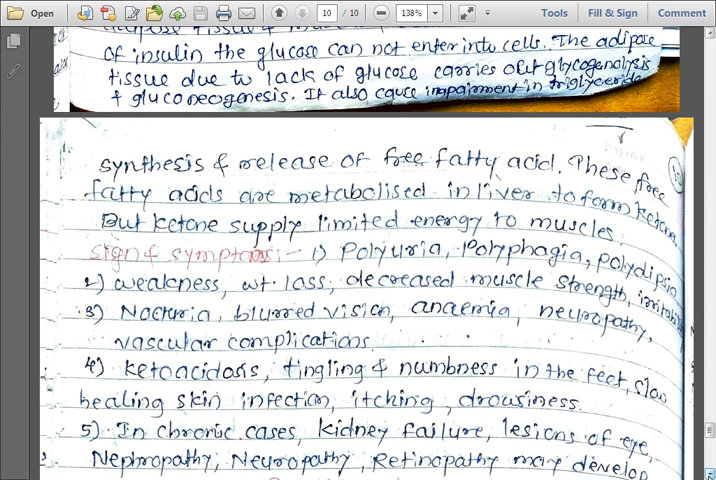 Open
10 / 10
138%
Tools
Fill & Sign
Comment
of insulin the glucose can not enter into cells. The adipose
tissue due to lack of glucose carries out glycogenolysis
& gluconeogenesis. It also cause impairment in triglyceride
synthesis & release of free fatty acid. These free
fatty acids are metabolised in liver to form ketone
But ketone supply limited energy to muscles.
Sign & symptoms:- 1) Polyuria, Polyphagia, polydipsia
2) weakness, wt. loss, decreased muscle strength,
3) Nocturia, blurred vision, anaemia, neuropathy,
vascular complications.
4) ketoacidosis, tingling & numbness in the feet, slow
healing skin infection, itching, drowsiness.
5) In chronic cases, kidney failure, lesions of eye,
Nephropathy, Neuropathy, Retinopathy may develop